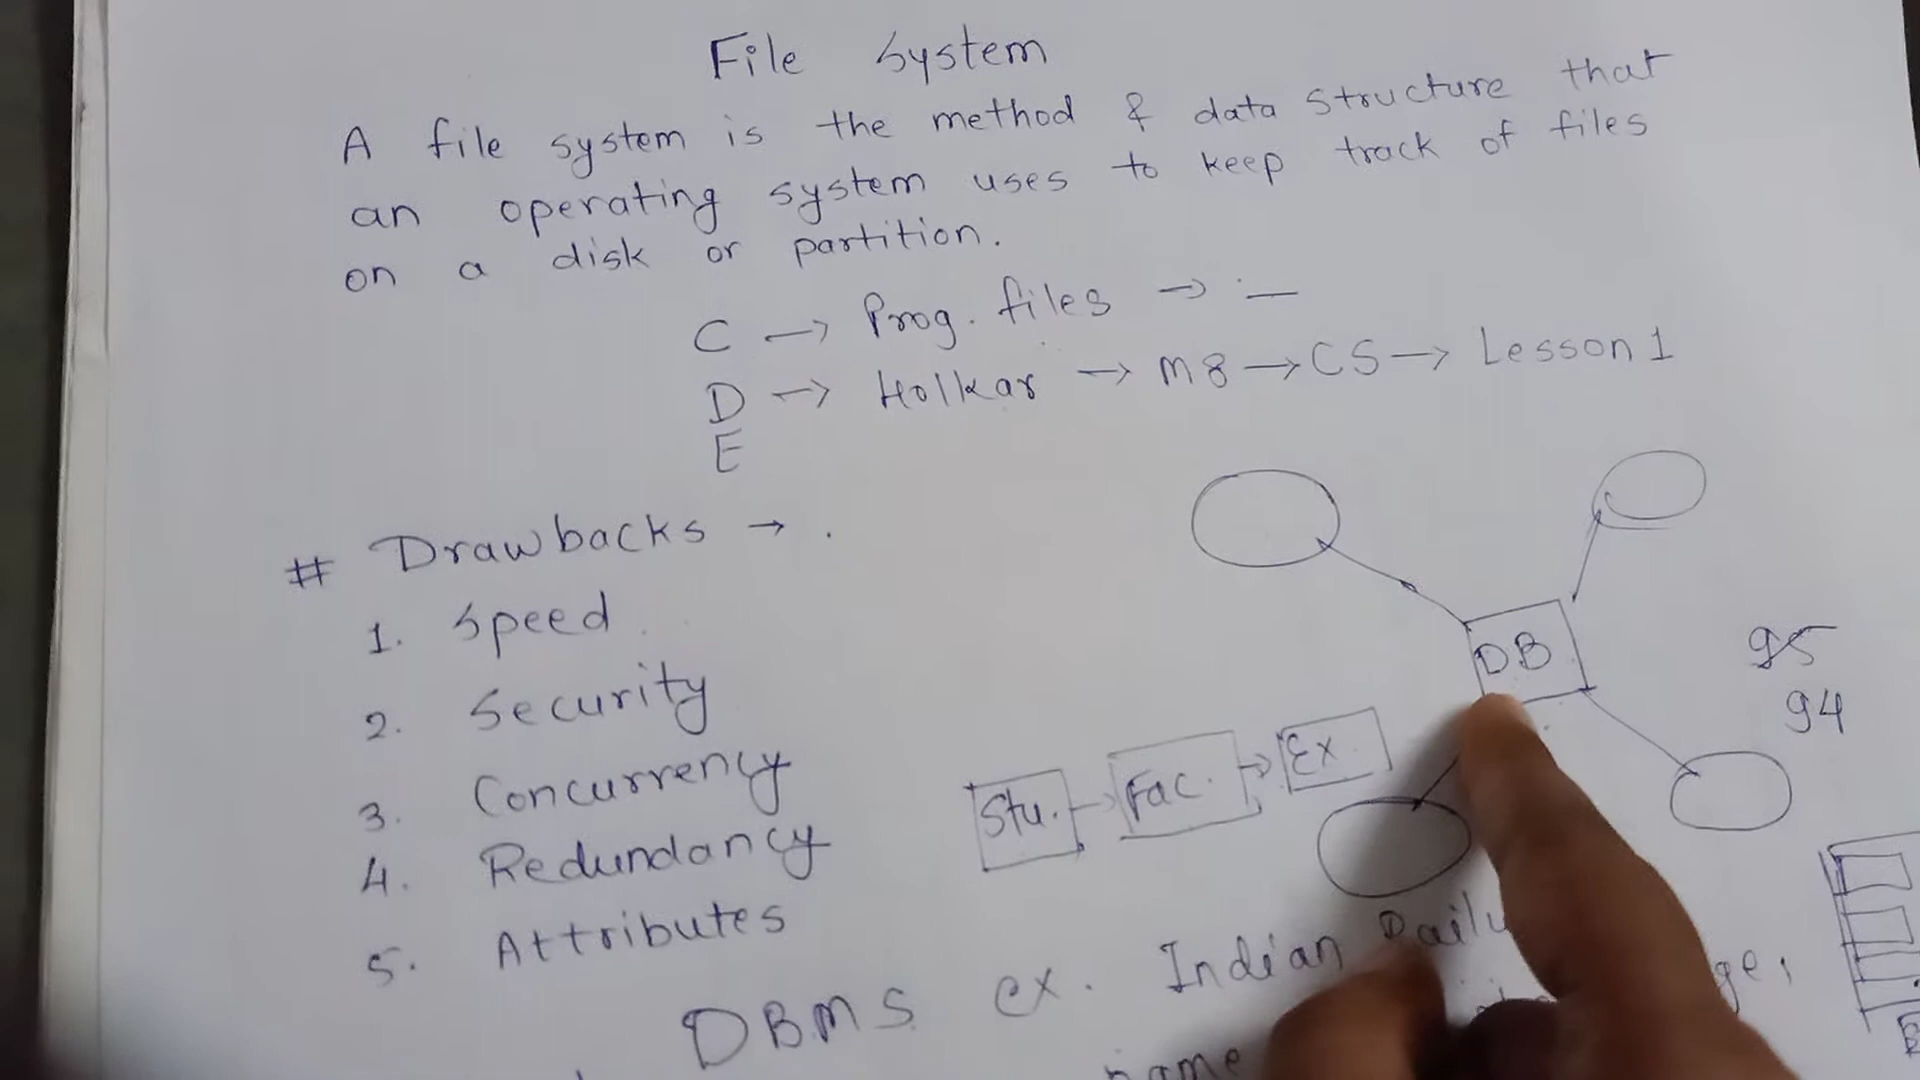 File System
A file system is the method & data structure that
an operating system uses to keep track of files
on a disk or partition.
C → Prog. files → —
D → Holkar → M8 → CS → Lesson 1
E
# Drawbacks → .
1. Speed
2. Security
3. Concurrency
4. Redundancy
5. Attributes
DB
95
94
Stu. → Fac. → Ex.
DBMS ex. Indian
name